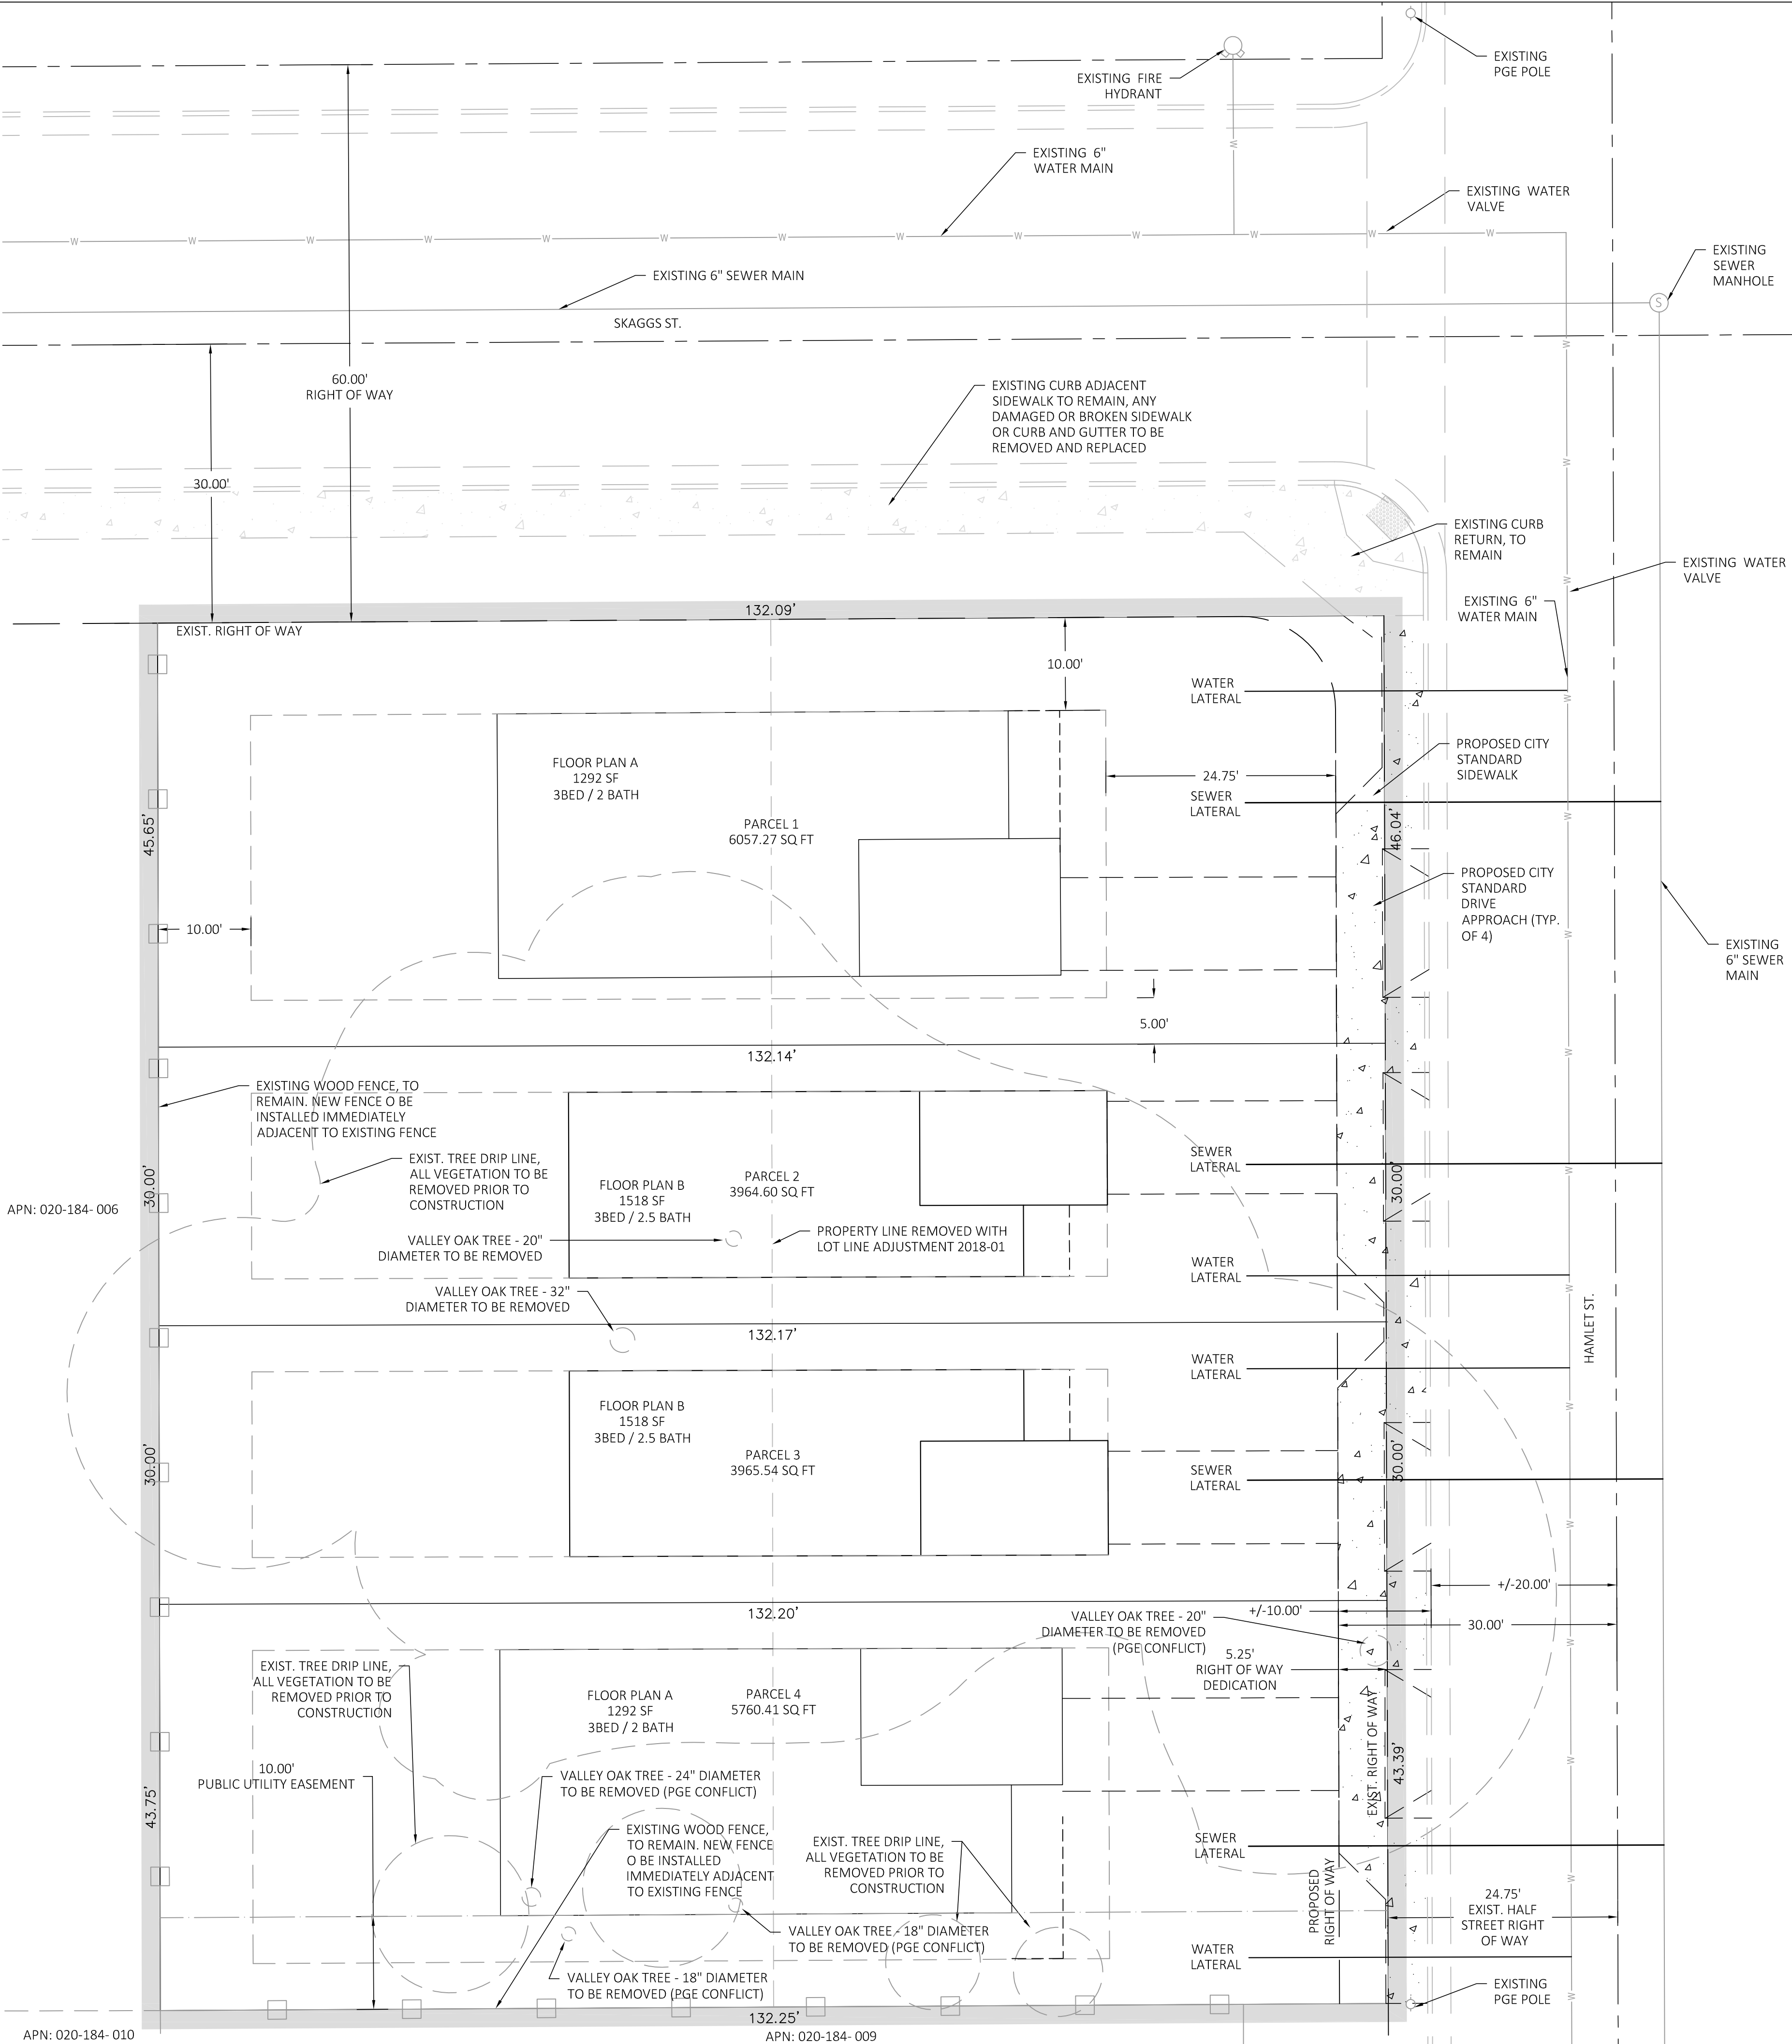 EXISTING
PGE POLE
EXISTING  FIRE
HYDRANT
EXISTING  6"
WATER MAIN
EXISTING  WATER
VALVE
W W W W W W W W W W W W W
W
EXISTING
SEWER
MANHOLE
EXISTING 6" SEWER MAIN
S
SKAGGS ST.
60.00'
RIGHT OF WAY
EXISTING CURB ADJACENT
SIDEWALK TO REMAIN, ANY
DAMAGED OR BROKEN SIDEWALK
OR CURB AND GUTTER TO BE
REMOVED AND REPLACED
30.00'
EXISTING CURB
RETURN, TO
REMAIN
EXISTING  WATER
VALVE
EXISTING  6"
WATER MAIN
132.09'
EXIST. RIGHT OF WAY
10.00'
WATER
LATERAL
FLOOR PLAN A
1292 SF
3BED / 2 BATH
PROPOSED CITY
STANDARD
SIDEWALK
24.75'
SEWER
LATERAL
45.65'
PARCEL 1
6057.27 SQ FT
46.04'
PROPOSED CITY
STANDARD
DRIVE
APPROACH (TYP.
OF 4)
10.00'
EXISTING
6" SEWER
MAIN
5.00'
132.14'
EXISTING WOOD FENCE, TO
REMAIN. NEW FENCE O BE
INSTALLED IMMEDIATELY
ADJACENT TO EXISTING FENCE
EXIST. TREE DRIP LINE,
ALL VEGETATION TO BE
REMOVED PRIOR TO
CONSTRUCTION
SEWER
LATERAL
30.00'
FLOOR PLAN B
1518 SF
3BED / 2.5 BATH
PARCEL 2
3964.60 SQ FT
30.00'
APN: 020-184- 006
VALLEY OAK TREE - 20"
DIAMETER TO BE REMOVED
PROPERTY LINE REMOVED WITH
LOT LINE ADJUSTMENT 2018-01
WATER
LATERAL
VALLEY OAK TREE - 32"
DIAMETER TO BE REMOVED
HAMLET ST.
132.17'
WATER
LATERAL
FLOOR PLAN B
1518 SF
3BED / 2.5 BATH
30.00'
PARCEL 3
3965.54 SQ FT
SEWER
LATERAL
30.00'
+/-20.00'
132.20'
+/-10.00'
VALLEY OAK TREE - 20"
DIAMETER TO BE REMOVED
(PGE CONFLICT)
30.00'
5.25'
RIGHT OF WAY
DEDICATION
EXIST. TREE DRIP LINE,
ALL VEGETATION TO BE
REMOVED PRIOR TO
CONSTRUCTION
FLOOR PLAN A
1292 SF
3BED / 2 BATH
PARCEL 4
5760.41 SQ FT
EXIST. RIGHT OF WAY
43.39'
10.00'
PUBLIC UTILITY EASEMENT
43.75'
VALLEY OAK TREE - 24" DIAMETER
TO BE REMOVED (PGE CONFLICT)
EXISTING WOOD FENCE,
TO REMAIN. NEW FENCE
O BE INSTALLED
IMMEDIATELY ADJACENT
TO EXISTING FENCE
EXIST. TREE DRIP LINE,
ALL VEGETATION TO BE
REMOVED PRIOR TO
CONSTRUCTION
SEWER
LATERAL
PROPOSED
RIGHT OF WAY
24.75'
EXIST. HALF
STREET RIGHT
OF WAY
VALLEY OAK TREE - 18" DIAMETER
TO BE REMOVED (PGE CONFLICT)
WATER
LATERAL
VALLEY OAK TREE - 18" DIAMETER
TO BE REMOVED (PGE CONFLICT)
EXISTING
PGE POLE
132.25'
APN: 020-184- 010
APN: 020-184- 009